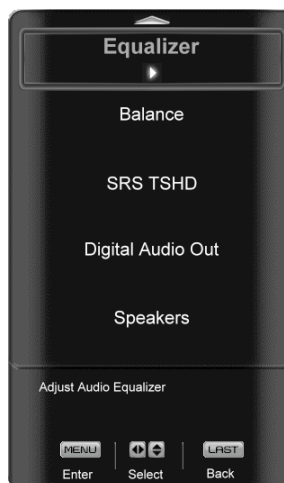 Equalizer
Balance
SRS TSHD
Digital Audio Out
Speakers
Adjust Audio Equalizer
MENU LAST
Enter Select Back